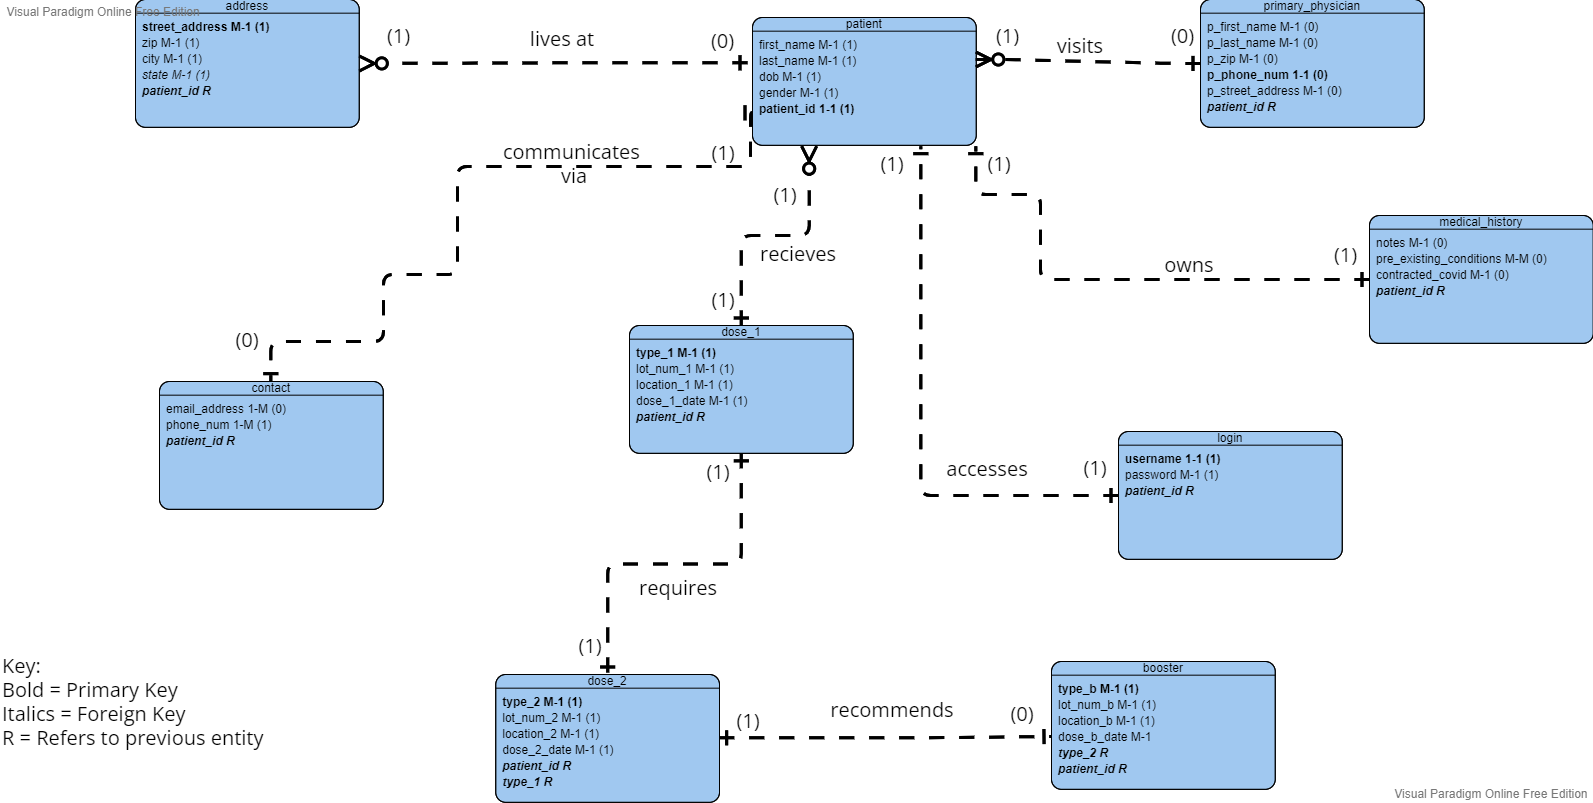 Visual Paradigm Online Free Edition
address
street_address M-1 (1)
zip M-1 (1)
city M-1 (1)
state M-1 (1)
patient_id R
(1)
lives at
(0)
patient
first_name M-1 (1)
last_name M-1 (1)
dob M-1 (1)
gender M-1 (1)
patient_id 1-1 (1)
(1)
visits
(0)
primary_physician
p_first_name M-1 (0)
p_last_name M-1 (0)
p_zip M-1 (0)
p_phone_num 1-1 (0)
p_street_address M-1 (0)
patient_id R
communicates
via
(1)
(0)
contact
email_address 1-M (0)
phone_num 1-M (1)
patient_id R
(1)
recieves
(1)
dose_1
type_1 M-1 (1)
lot_num_1 M-1 (1)
location_1 M-1 (1)
dose_1_date M-1 (1)
patient_id R
(1)
accesses
(1)
login
username 1-1 (1)
password M-1 (1)
patient_id R
(1)
owns
(1)
medical_history
notes M-1 (0)
pre_existing_conditions M-M (0)
contracted_covid M-1 (0)
patient_id R
(1)
requires
(1)
dose_2
type_2 M-1 (1)
lot_num_2 M-1 (1)
location_2 M-1 (1)
dose_2_date M-1 (1)
patient_id R
type_1 R
(1)
recommends
(0)
booster
type_b M-1 (1)
lot_num_b M-1 (1)
location_b M-1 (1)
dose_b_date M-1
type_2 R
patient_id R
Key:
Bold = Primary Key
Italics = Foreign Key
R = Refers to previous entity
Visual Paradigm Online Free Edition